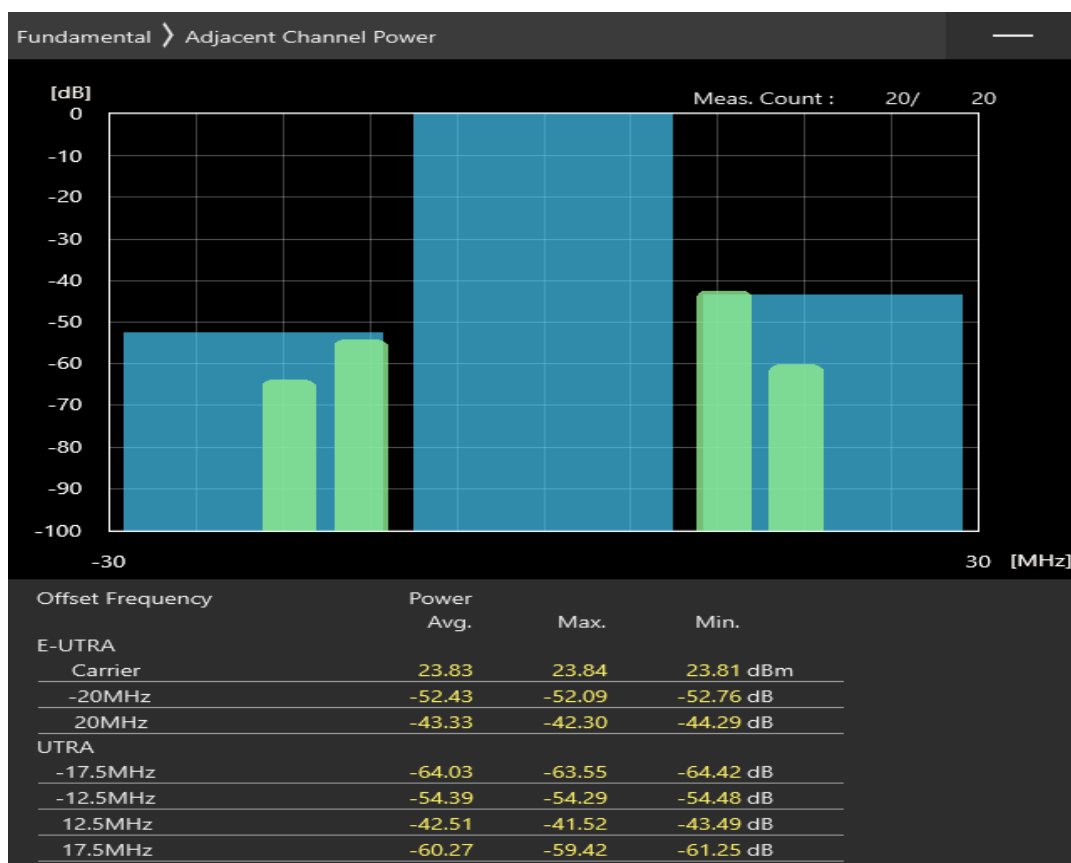 Fundamental 〉 Adjacent Channel Power
[dB]
Meas. Count : 20/ 20
0
-10
-20
-30
-40
-50
-60
-70
-80
-90
-100
-30 30 [MHz]
Offset Frequency Power
Avg. Max. Min.
E-UTRA
Carrier 23.83 23.84 23.81 dBm
-20MHz -52.43 -52.09 -52.76 dB
20MHz -43.33 -42.30 -44.29 dB
UTRA
-17.5MHz -64.03 -63.55 -64.42 dB
-12.5MHz -54.39 -54.29 -54.48 dB
12.5MHz -42.51 -41.52 -43.49 dB
17.5MHz -60.27 -59.42 -61.25 dB